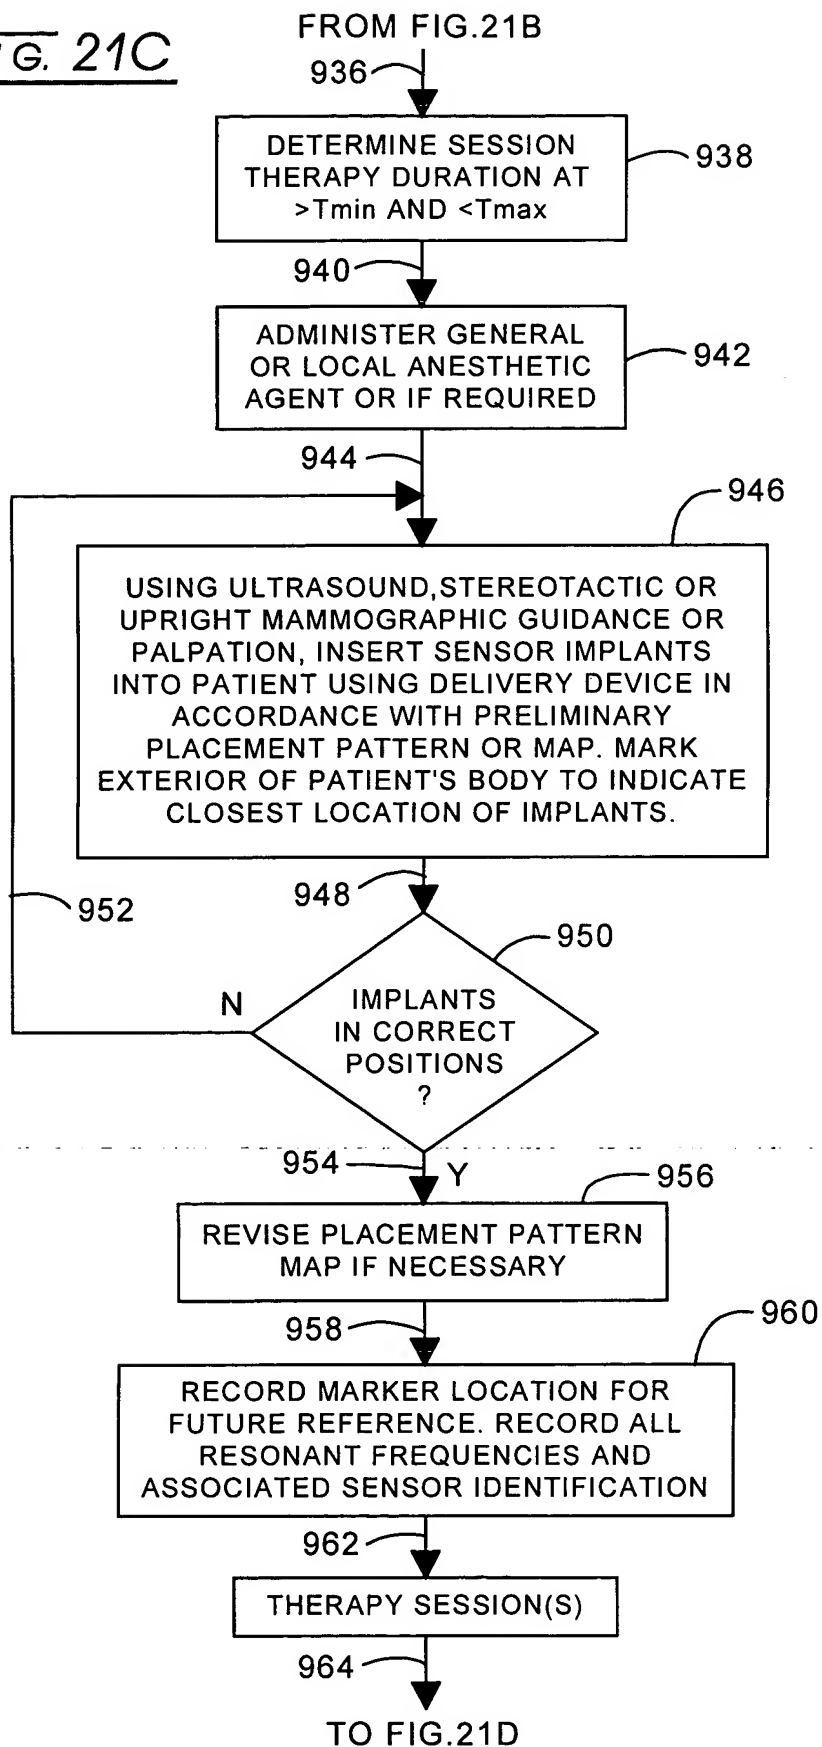 FROM FIG.21B
G. 21C
936
DETERMINE SESSION
THERAPY DURATION AT
>Tmin AND <Tmax
938
940
ADMINISTER GENERAL
OR LOCAL ANESTHETIC
AGENT OR IF REQUIRED
942
944
946
USING ULTRASOUND,STEREOTACTIC OR
UPRIGHT MAMMOGRAPHIC GUIDANCE OR
PALPATION, INSERT SENSOR IMPLANTS
INTO PATIENT USING DELIVERY DEVICE IN
ACCORDANCE WITH PRELIMINARY
PLACEMENT PATTERN OR MAP. MARK
EXTERIOR OF PATIENT'S BODY TO INDICATE
CLOSEST LOCATION OF IMPLANTS.
948
952
950
N
IMPLANTS
IN CORRECT
POSITIONS
?
954
Y
956
REVISE PLACEMENT PATTERN
MAP IF NECESSARY
958
960
RECORD MARKER LOCATION FOR
FUTURE REFERENCE. RECORD ALL
RESONANT FREQUENCIES AND
ASSOCIATED SENSOR IDENTIFICATION
962
THERAPY SESSION(S)
964
TO FIG.21D